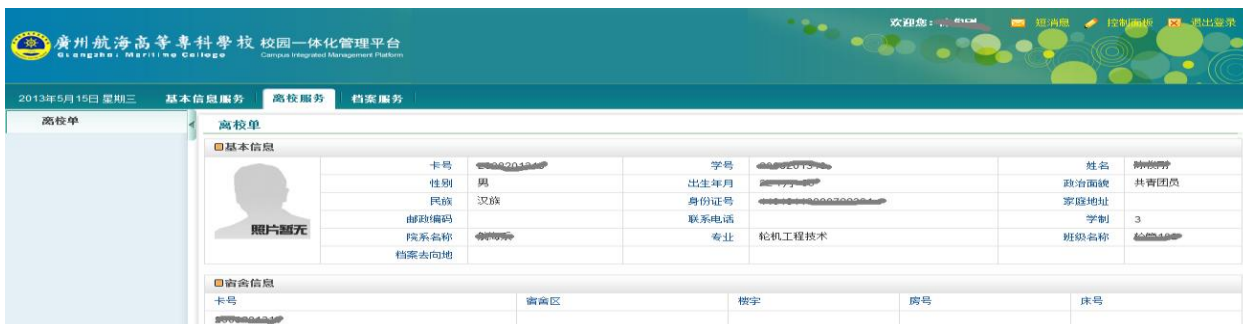 欢迎您： 短消息 控制面板 退出登录
廣州航海高等專科學校 校园一体化管理平台
Guangzhou Maritime College Campus Integrated Management Platform
2013年5月15日 星期三 基本信息服务 离校服务 档案服务
离校单 离校单
基本信息
卡号 学号 姓名
性别 男 出生年月 政治面貌 共青团员
民族 汉族 身份证号 家庭地址
邮政编码 联系电话 学制 3
照片暂无
院系名称 专业 轮机工程技术 班级名称
档案去向地
宿舍信息
卡号 宿舍区 楼宇 房号 床号